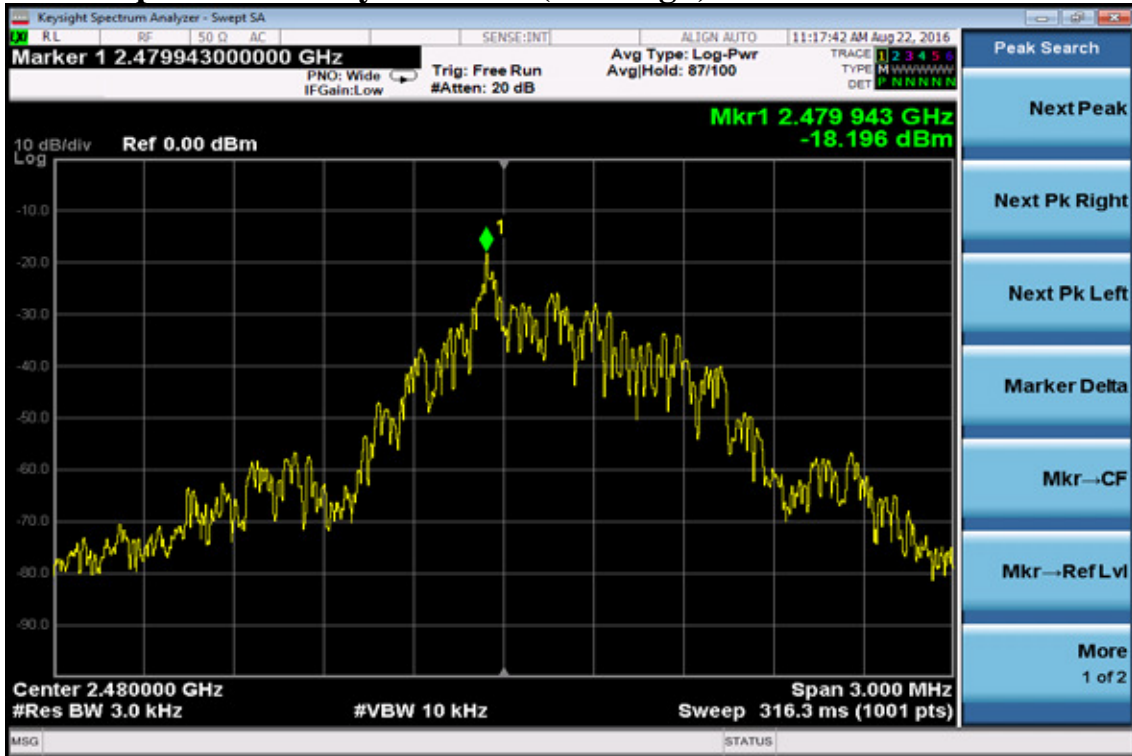 Keysight Spectrum Analyzer - Swept SA
RL RF 50 Ω AC SENSE:INT ALIGN AUTO 11:17:42 AM Aug 22, 2016
Marker 1 2.479943000000 GHz
PNO: Wide
IFGain:Low
Trig: Free Run
#Atten: 20 dB
Avg Type: Log-Pwr
Avg|Hold: 87/100
TRACE 1 2 3 4 5 6
TYPE M WWWWW
DET P N N N N N
Mkr1 2.479 943 GHz
-18.196 dBm
10 dB/div Ref 0.00 dBm
Log
-10.0
-20.0
-30.0
-40.0
-50.0
-60.0
-70.0
-80.0
-90.0
1
Center 2.480000 GHz
Span 3.000 MHz
#Res BW 3.0 kHz
#VBW 10 kHz
Sweep 316.3 ms (1001 pts)
MSG
STATUS
Peak Search
Next Peak
Next Pk Right
Next Pk Left
Marker Delta
Mkr→CF
Mkr→Ref Lvl
More
1 of 2